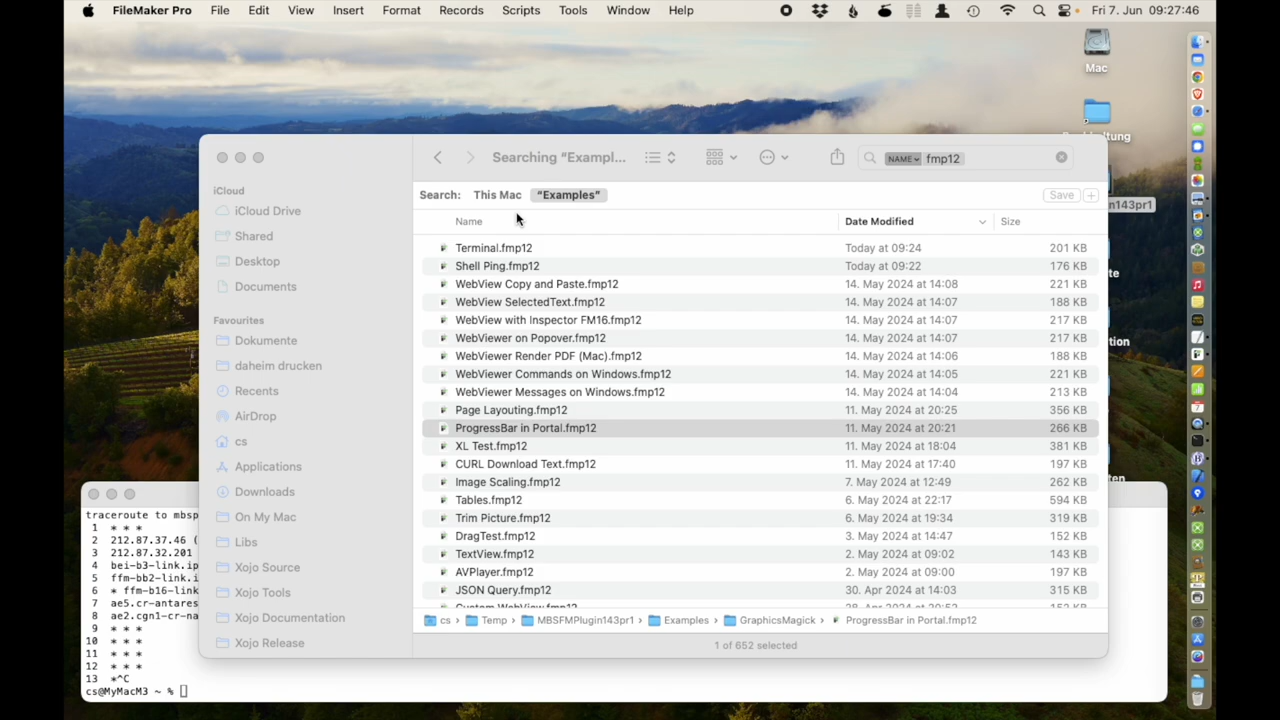 FileMaker Pro File Edit View Insert Format Records Scripts Tools Window Help Fri 7. Jun 09:27:46
Mac
Searching “Exampl... NAME fmp12
Search: This Mac “Examples” Save +
Name Date Modified Size
Terminal.fmp12 Today at 09:24 201 KB
Shell Ping.fmp12 Today at 09:22 176 KB
WebView Copy and Paste.fmp12 14. May 2024 at 14:08 221 KB
WebView SelectedText.fmp12 14. May 2024 at 14:07 188 KB
WebView with Inspector FM16.fmp12 14. May 2024 at 14:07 217 KB
WebViewer on Popover.fmp12 14. May 2024 at 14:07 217 KB
WebViewer Render PDF (Mac).fmp12 14. May 2024 at 14:06 188 KB
WebViewer Commands on Windows.fmp12 14. May 2024 at 14:05 221 KB
WebViewer Messages on Windows.fmp12 14. May 2024 at 14:04 213 KB
Page Layouting.fmp12 11. May 2024 at 20:25 356 KB
ProgressBar in Portal.fmp12 11. May 2024 at 20:21 266 KB
XL Test.fmp12 11. May 2024 at 18:04 381 KB
CURL Download Text.fmp12 11. May 2024 at 17:40 197 KB
Image Scaling.fmp12 7. May 2024 at 12:49 262 KB
Tables.fmp12 6. May 2024 at 22:17 594 KB
Trim Picture.fmp12 6. May 2024 at 19:34 319 KB
DragTest.fmp12 3. May 2024 at 14:47 152 KB
TextView.fmp12 2. May 2024 at 09:02 143 KB
AVPlayer.fmp12 2. May 2024 at 09:00 197 KB
JSON Query.fmp12 30. Apr 2024 at 14:03 315 KB
Custom WebView.fmp12 28. Apr 2024 at 20:52 152 KB
cs › Temp › MBSFMPlugin143pr1 › Examples › GraphicsMagick › ProgressBar in Portal.fmp12
1 of 652 selected
iCloud
iCloud Drive
Shared
Desktop
Documents
Favourites
Dokumente
daheim drucken
Recents
AirDrop
cs
Applications
Downloads
On My Mac
Libs
Xojo Source
Xojo Tools
Xojo Documentation
Xojo Release
n143pr1
te
tion
ten
traceroute to mbsp
1 * * *
2 212.87.37.46 (
3 212.87.32.201
4 bei-b3-link.ip
5 ffm-bb2-link.i
6 * ffm-b16-link
7 ae5.cr-antares
8 ae2.cgn1-cr-na
9 * * *
10 * * *
11 * * *
12 * * *
13 *^C
cs@MyMacM3 ~ %